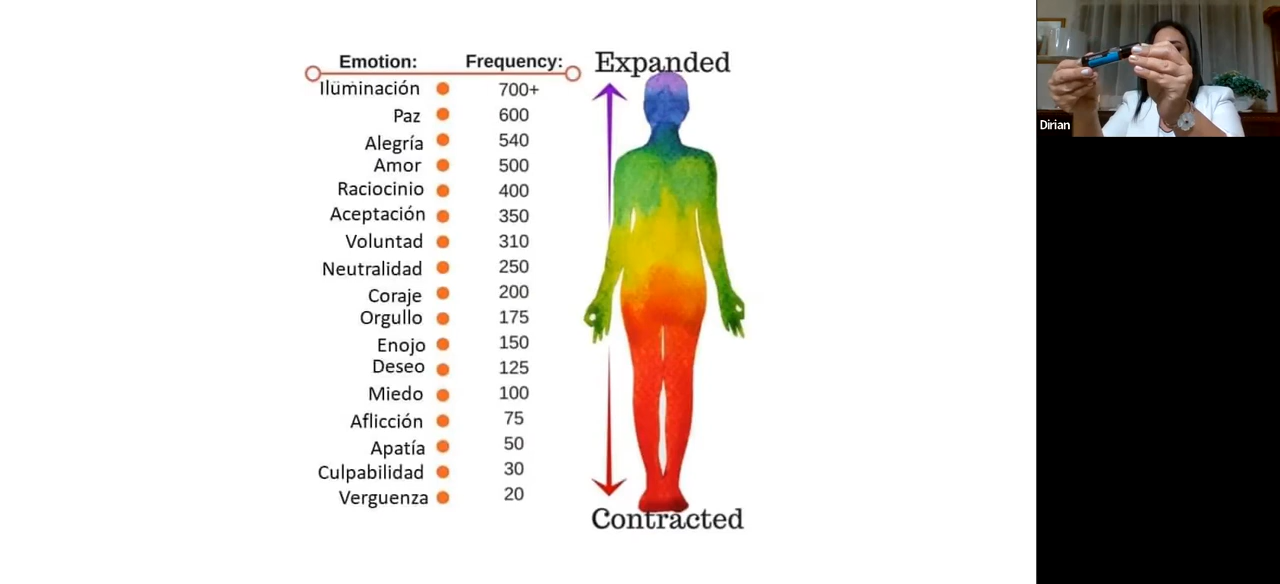 Emotion: Frequency: Expanded
Ilüminación 700+
Paz 600
Alegría 540
Amor 500
Raciocinio 400
Aceptación 350
Voluntad 310
Neutralidad 250
Coraje 200
Orgullo 175
Enojo 150
Deseo 125
Miedo 100
Aflicción 75
Apatía 50
Culpabilidad 30
Verguenza 20
Contracted
Dirian